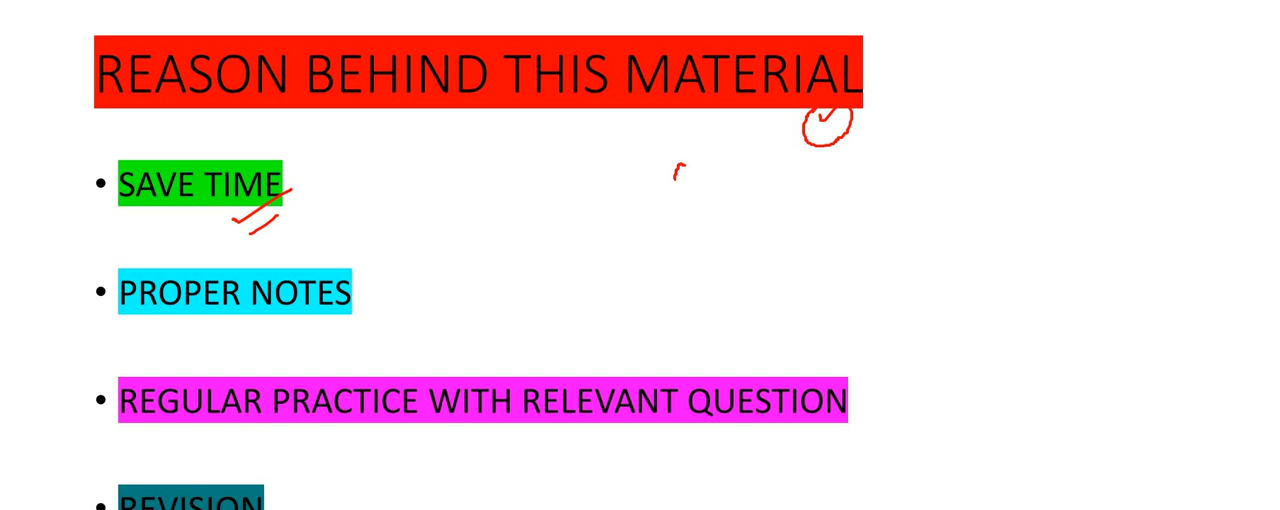 REASON BEHIND THIS MATERIAL
• SAVE TIME
• PROPER NOTES
• REGULAR PRACTICE WITH RELEVANT QUESTION
• REVISION